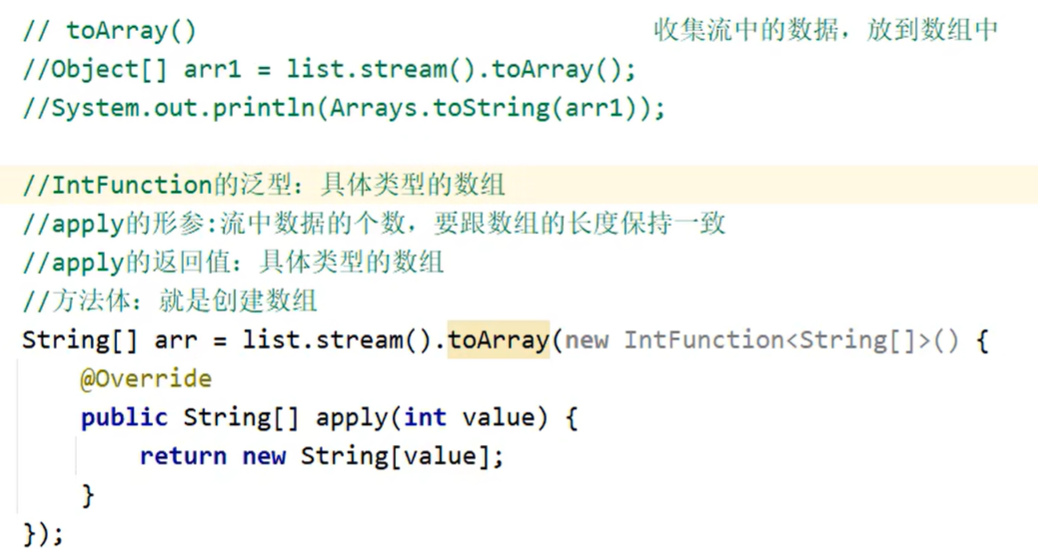 // toArray() 收集流中的数据，放到数组中
//Object[] arr1 = list.stream().toArray();
//System.out.println(Arrays.toString(arr1));
//IntFunction的泛型：具体类型的数组
//apply的形参:流中数据的个数，要跟数组的长度保持一致
//apply的返回值：具体类型的数组
//方法体：就是创建数组
String[] arr = list.stream().toArray(new IntFunction<String[]>() {
@Override
public String[] apply(int value) {
return new String[value];
}
});